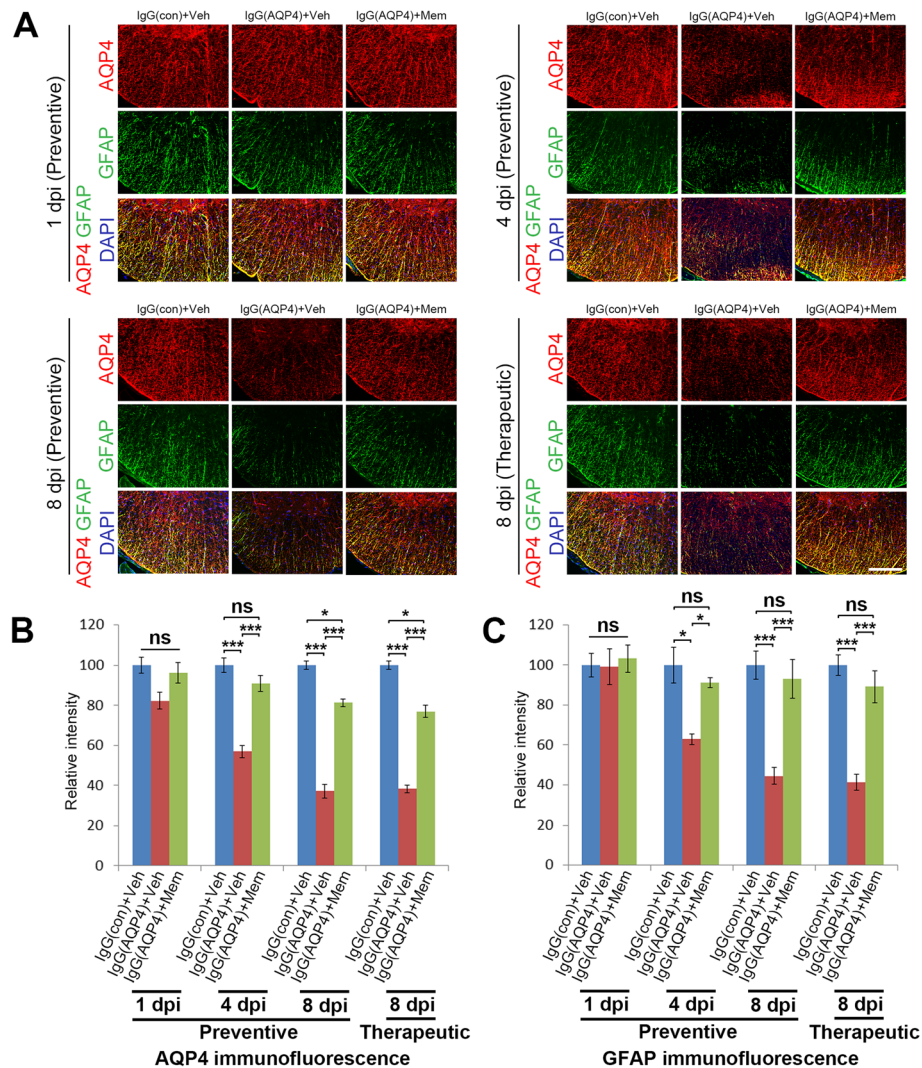 A
IgG(con)+Veh IgG(AQP4)+Veh IgG(AQP4)+Mem
1 dpi (Preventive)
AQP4
GFAP
AQP4 GFAP
DAPI
IgG(con)+Veh IgG(AQP4)+Veh IgG(AQP4)+Mem
4 dpi (Preventive)
AQP4
GFAP
AQP4 GFAP
DAPI
IgG(con)+Veh IgG(AQP4)+Veh IgG(AQP4)+Mem
8 dpi (Preventive)
AQP4
GFAP
AQP4 GFAP
DAPI
IgG(con)+Veh IgG(AQP4)+Veh IgG(AQP4)+Mem
8 dpi (Therapeutic)
AQP4
GFAP
AQP4 GFAP
DAPI
B
Relative intensity
120
100
80
60
40
20
0
ns
ns
*** ***
*
*** ***
*
*** ***
IgG(con)+Veh
IgG(AQP4)+Veh
IgG(AQP4)+Mem
IgG(con)+Veh
IgG(AQP4)+Veh
IgG(AQP4)+Mem
IgG(con)+Veh
IgG(AQP4)+Veh
IgG(AQP4)+Mem
IgG(con)+Veh
IgG(AQP4)+Veh
IgG(AQP4)+Mem
1 dpi 4 dpi 8 dpi 8 dpi
Preventive Therapeutic
AQP4 immunofluorescence
C
Relative intensity
120
100
80
60
40
20
0
ns
ns
* *
ns
*** ***
ns
*** ***
IgG(con)+Veh
IgG(AQP4)+Veh
IgG(AQP4)+Mem
IgG(con)+Veh
IgG(AQP4)+Veh
IgG(AQP4)+Mem
IgG(con)+Veh
IgG(AQP4)+Veh
IgG(AQP4)+Mem
IgG(con)+Veh
IgG(AQP4)+Veh
IgG(AQP4)+Mem
1 dpi 4 dpi 8 dpi 8 dpi
Preventive Therapeutic
GFAP immunofluorescence